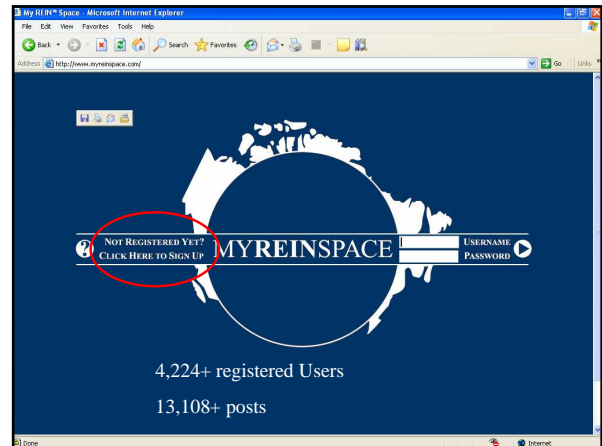 My REIN™ Space - Microsoft Internet Explorer
File Edit View Favorites Tools Help
Back Search Favorites
Address http://www.myreinspace.com/ Go Links »
? NOT REGISTERED YET?
CLICK HERE TO SIGN UP
MYREINSPACE
USERNAME
PASSWORD
4,224+ registered Users
13,108+ posts
Done Internet